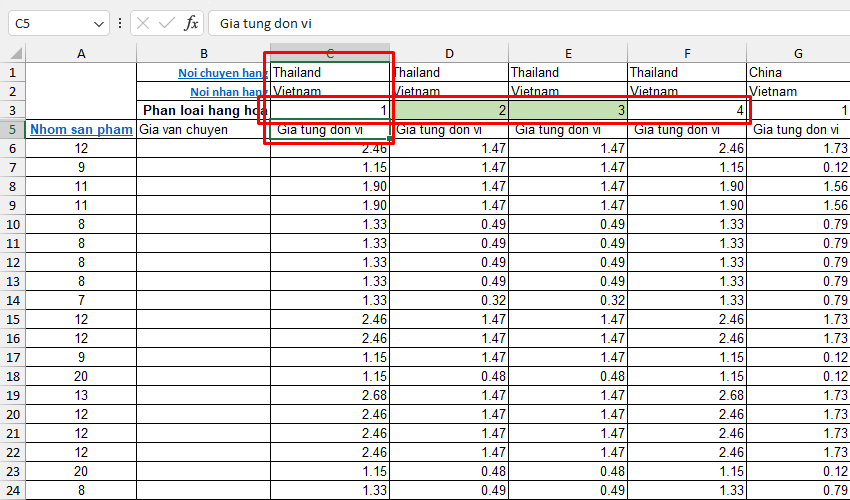 C5 fx Gia tung don vi
A B C D E F G
1 Noi chuyen hang Thailand Thailand Thailand Thailand China
2 Noi nhan hang Vietnam Vietnam Vietnam Vietnam Vietnam
3 Phan loai hang hoa 1 2 3 4 1
5 Nhom san pham Gia van chuyen Gia tung don vi Gia tung don vi Gia tung don vi Gia tung don vi Gia tung don vi
6 12 2.46 1.47 1.47 2.46 1.73
7 9 1.15 1.47 1.47 1.15 0.12
8 11 1.90 1.47 1.47 1.90 1.56
9 11 1.90 1.47 1.47 1.90 1.56
10 8 1.33 0.49 0.49 1.33 0.79
11 8 1.33 0.49 0.49 1.33 0.79
12 8 1.33 0.49 0.49 1.33 0.79
13 8 1.33 0.49 0.49 1.33 0.79
14 7 1.33 0.32 0.32 1.33 0.79
15 12 2.46 1.47 1.47 2.46 1.73
16 12 2.46 1.47 1.47 2.46 1.73
17 9 1.15 1.47 1.47 1.15 0.12
18 20 1.15 0.48 0.48 1.15 0.12
19 13 2.68 1.47 1.47 2.68 1.73
20 12 2.46 1.47 1.47 2.46 1.73
21 12 2.46 1.47 1.47 2.46 1.73
22 12 2.46 1.47 1.47 2.46 1.73
23 20 1.15 0.48 0.48 1.15 0.12
24 8 1.33 0.49 0.49 1.33 0.79